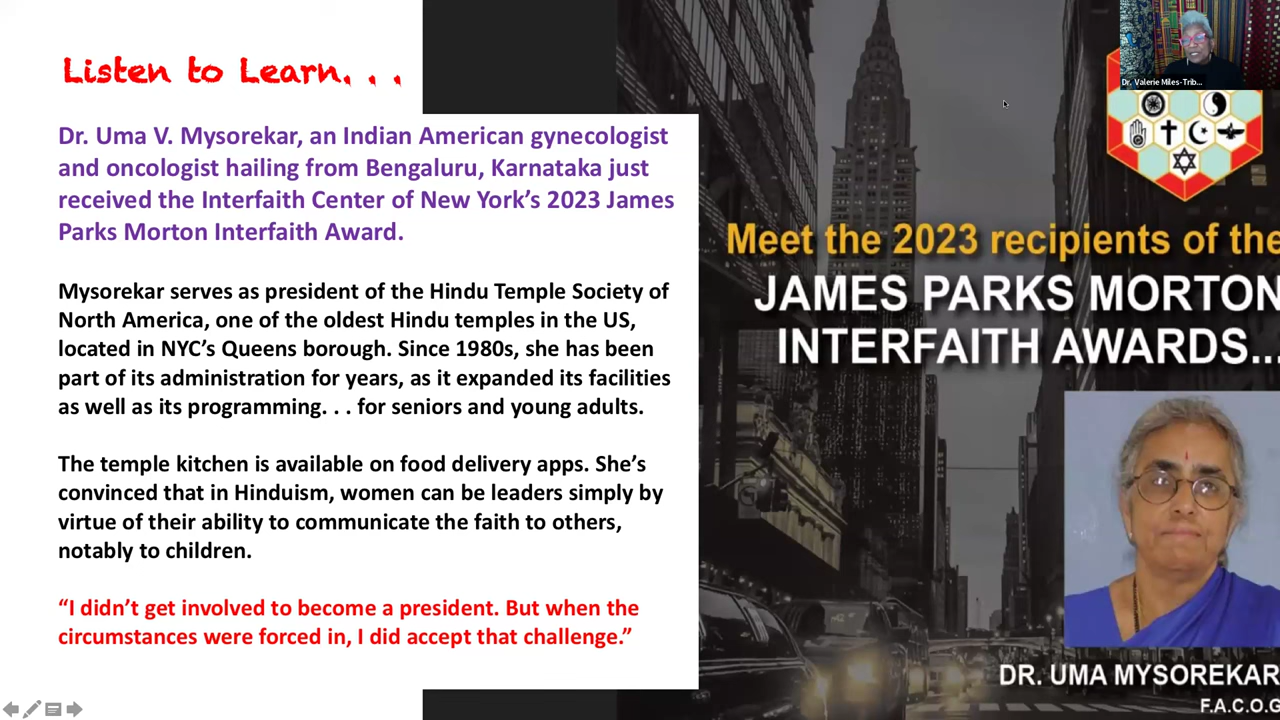 Listen to Learn. . .
Dr. Uma V. Mysorekar, an Indian American gynecologist
and oncologist hailing from Bengaluru, Karnataka just
received the Interfaith Center of New York’s 2023 James
Parks Morton Interfaith Award.
Mysorekar serves as president of the Hindu Temple Society of
North America, one of the oldest Hindu temples in the US,
located in NYC’s Queens borough. Since 1980s, she has been
part of its administration for years, as it expanded its facilities
as well as its programming. . . for seniors and young adults.
The temple kitchen is available on food delivery apps. She’s
convinced that in Hinduism, women can be leaders simply by
virtue of their ability to communicate the faith to others,
notably to children.
“I didn’t get involved to become a president. But when the
circumstances were forced in, I did accept that challenge.”
Dr. Valerie Miles-Trib...
Meet the 2023 recipients of the
JAMES PARKS MORTON
INTERFAITH AWARDS...
DR. UMA MYSOREKAR
F.A.C.O.G